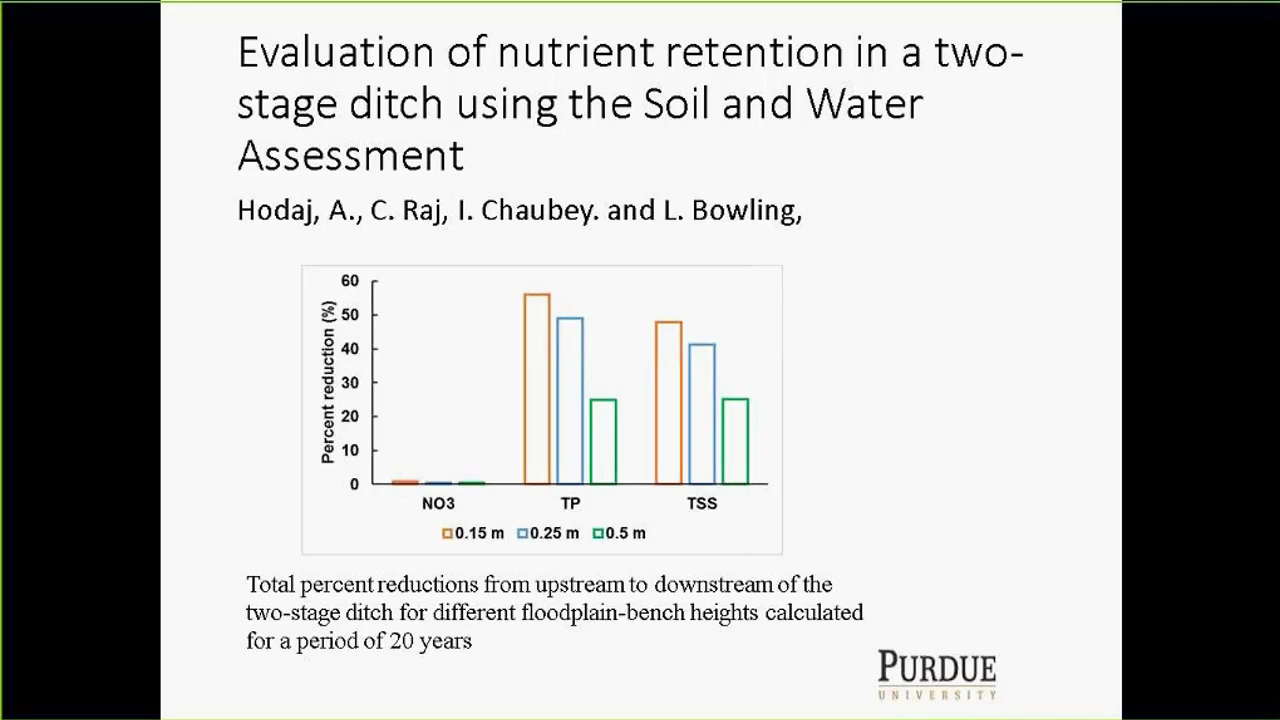 Evaluation of nutrient retention in a two-
stage ditch using the Soil and Water
Assessment
Hodaj, A., C. Raj, I. Chaubey. and L. Bowling,
Percent reduction (%)
60
50
40
30
20
10
0
NO3 TP TSS
0.15 m 0.25 m 0.5 m
Total percent reductions from upstream to downstream of the
two-stage ditch for different floodplain-bench heights calculated
for a period of 20 years
PURDUE
UNIVERSITY